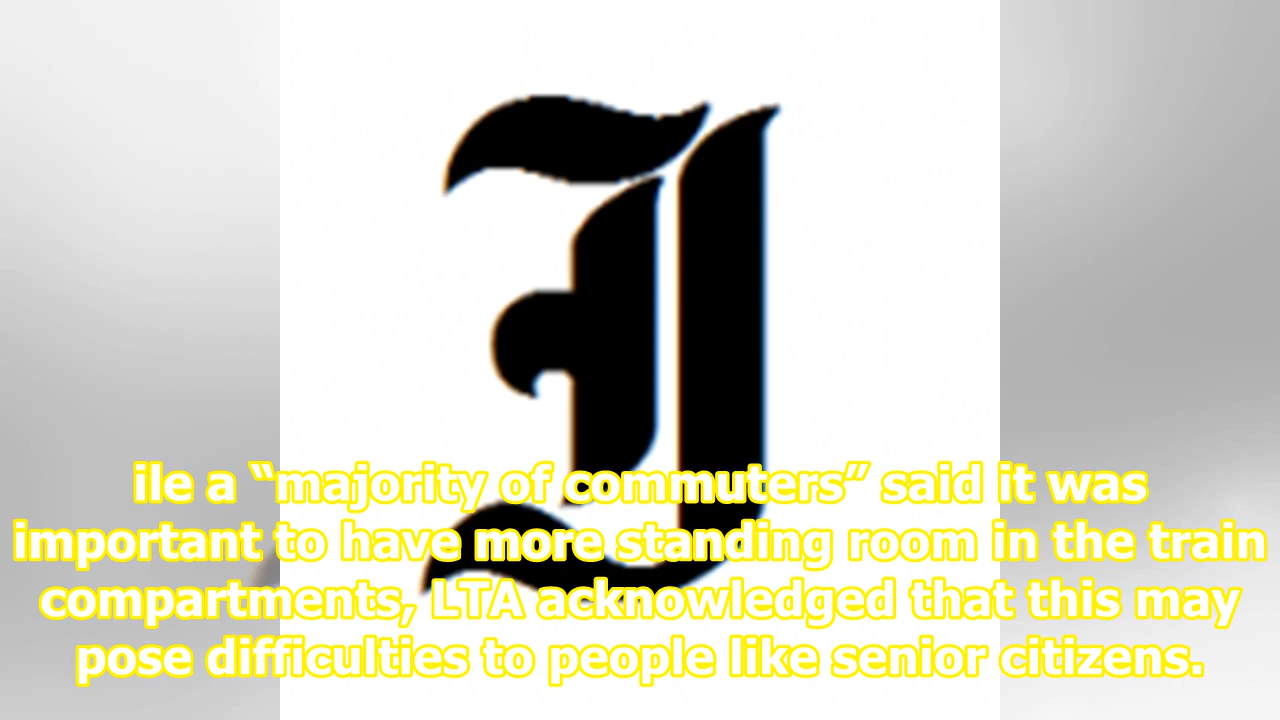 ile a “majority of commuters” said it was
important to have more standing room in the train
compartments, LTA acknowledged that this may
pose difficulties to people like senior citizens.